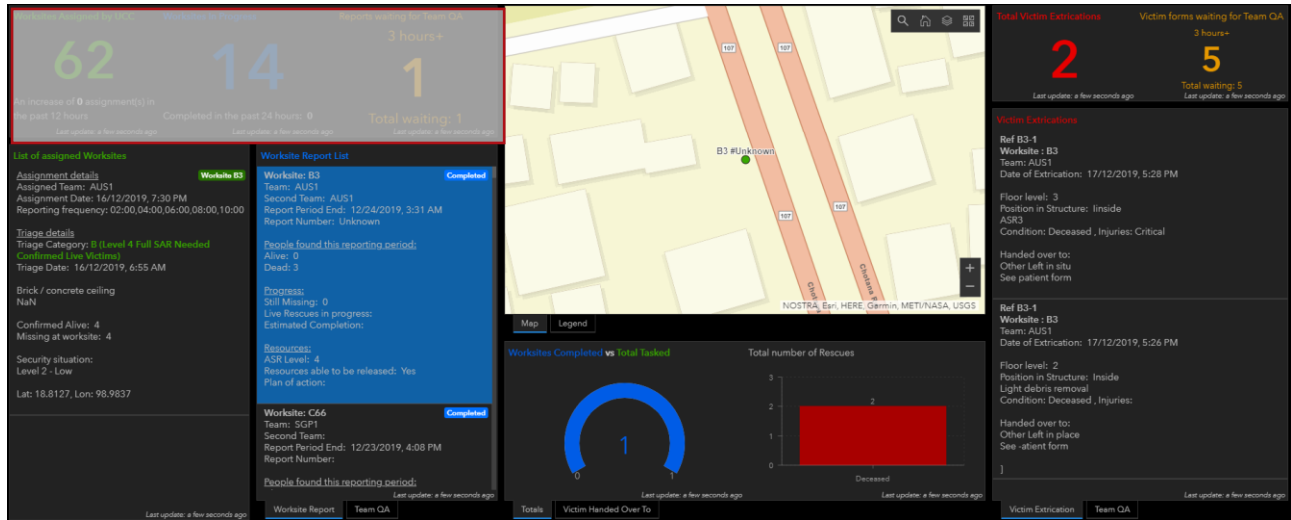 Worksites Assigned by UCC
62
An increase of 0 assignment(s) in
the past 12 hours
Last update: a few seconds ago
Worksites in Progress
14
Completed in the past 24 hours: 0
Last update: a few seconds ago
Reports waiting for Team QA
3 hours+
1
Total waiting: 1
Last update: a few seconds ago
List of assigned Worksites
Assignment details
Worksite B3
Assigned Team: AUS1
Assignment Date: 16/12/2019, 7:30 PM
Reporting frequency: 02:00,04:00,06:00,08:00,10:00
Triage details
Triage Category: B (Level 4 Full SAR Needed
Confirmed Live Victims)
Triage Date: 16/12/2019, 6:55 AM
Brick / concrete ceiling
NaN
Confirmed Alive: 4
Missing at worksite: 4
Security situation:
Level 2 - Low
Lat: 18.8127, Lon: 98.9837
Last update: a few seconds ago
Worksite Report List
Worksite: B3
Completed
Team: AUS1
Second Team: AUS1
Report Period End: 12/24/2019, 3:31 AM
Report Number: Unknown
People found this reporting period:
Alive: 0
Dead: 3
Progress:
Still Missing: 0
Live Rescues in progress:
Estimated Completion:
Resources:
ASR Level: 4
Resources able to be released: Yes
Plan of action:
Worksite: C66
Completed
Team: SGP1
Second Team:
Report Period End: 12/23/2019, 4:08 PM
Report Number:
People found this reporting period:
Last update: a few seconds ago
Worksite Report
Team QA
107
107
B3 #Unknown
107
107
Chotana
NOSTRA, Esri, HERE, Garmin, METI/NASA, USGS
+
−
Map
Legend
Worksites Completed vs Total Tasked
1
0
1
Last update: a few seconds ago
Total number of Rescues
3
2
2
1
0
Deceased
Last update: a few seconds ago
Totals
Victim Handed Over To
Total Victim Extrications
2
Last update: a few seconds ago
Victim forms waiting for Team QA
3 hours+
5
Total waiting: 5
Last update: a few seconds ago
Victim Extrications
Ref B3-1
Worksite : B3
Team: AUS1
Date of Extrication: 17/12/2019, 5:28 PM
Floor level: 3
Position in Structure: Iinside
ASR3
Condition: Deceased , Injuries: Critical
Handed over to:
Other Left in situ
See patient form
Ref B3-1
Worksite : B3
Team: AUS1
Date of Extrication: 17/12/2019, 5:26 PM
Floor level: 2
Position in Structure: Inside
Light debris removal
Condition: Deceased , Injuries:
Handed over to:
Other Left in place
See -atient form
]
Last update: a few seconds ago
Victim Extrication
Team QA